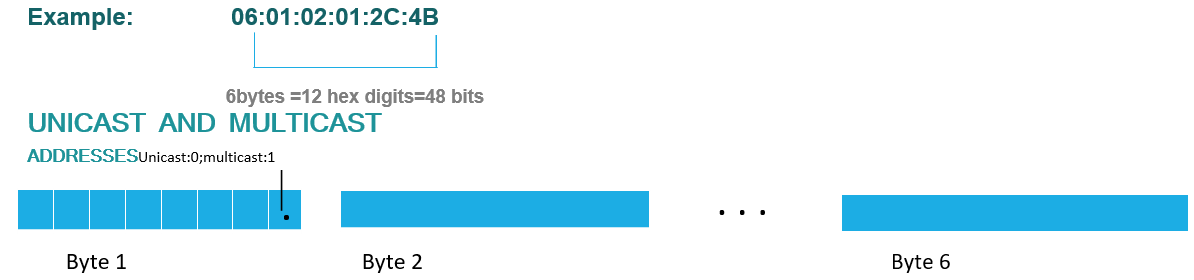 Example: 06:01:02:01:2C:4B
6bytes =12 hex digits=48 bits
UNICAST AND MULTICAST
ADDRESSESUnicast:0;multicast:1
. . .
Byte 1 Byte 2 Byte 6